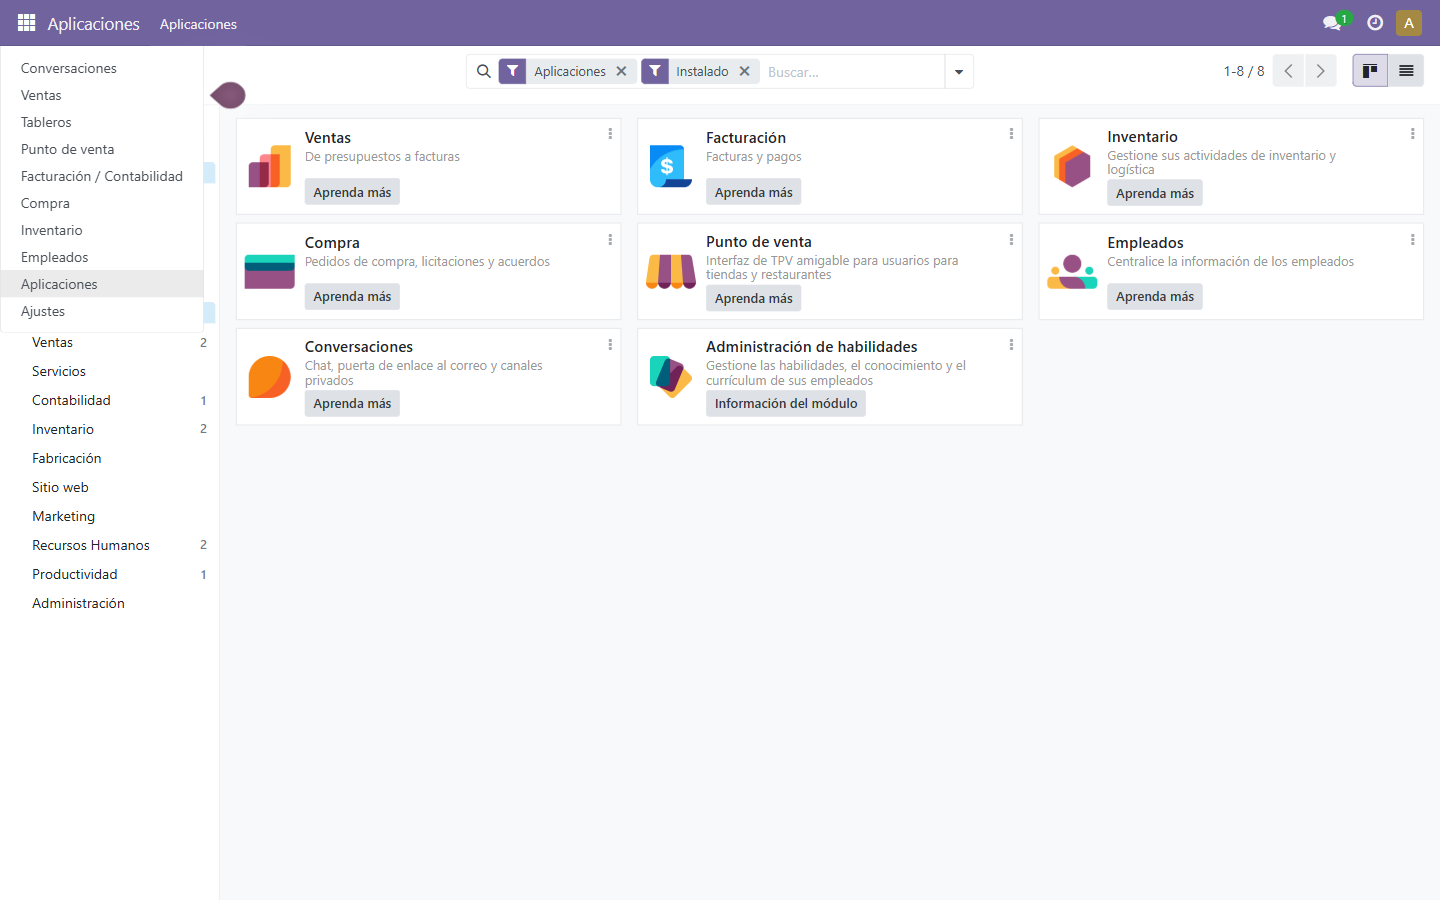 Aplicaciones
Aplicaciones
1
A
Conversaciones
Ventas
Tableros
Punto de venta
Facturación / Contabilidad
Compra
Inventario
Empleados
Aplicaciones
Ajustes
Ventas 2
Servicios
Contabilidad 1
Inventario 2
Fabricación
Sitio web
Marketing
Recursos Humanos 2
Productividad 1
Administración
Aplicaciones
Instalado
Buscar...
1-8 / 8
Ventas
De presupuestos a facturas
Aprenda más
Facturación
Facturas y pagos
Aprenda más
Inventario
Gestione sus actividades de inventario y
logística
Aprenda más
Compra
Pedidos de compra, licitaciones y acuerdos
Aprenda más
Punto de venta
Interfaz de TPV amigable para usuarios para
tiendas y restaurantes
Aprenda más
Empleados
Centralice la información de los empleados
Aprenda más
Conversaciones
Chat, puerta de enlace al correo y canales
privados
Aprenda más
Administración de habilidades
Gestione las habilidades, el conocimiento y el
currículum de sus empleados
Información del módulo